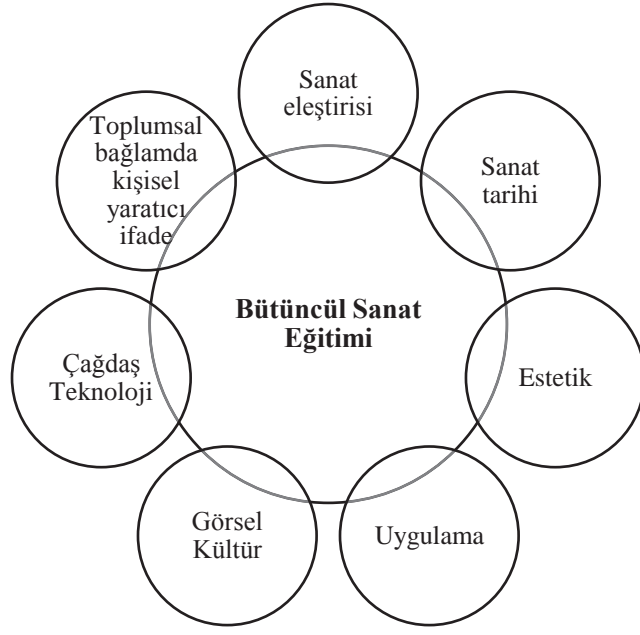 Sanat
eleştirisi
Toplumsal
bağlamda
kişisel
yaratıcı
ifade
Sanat
tarihi
Bütüncül Sanat
Eğitimi
Çağdaş
Teknoloji
Estetik
Görsel
Kültür
Uygulama